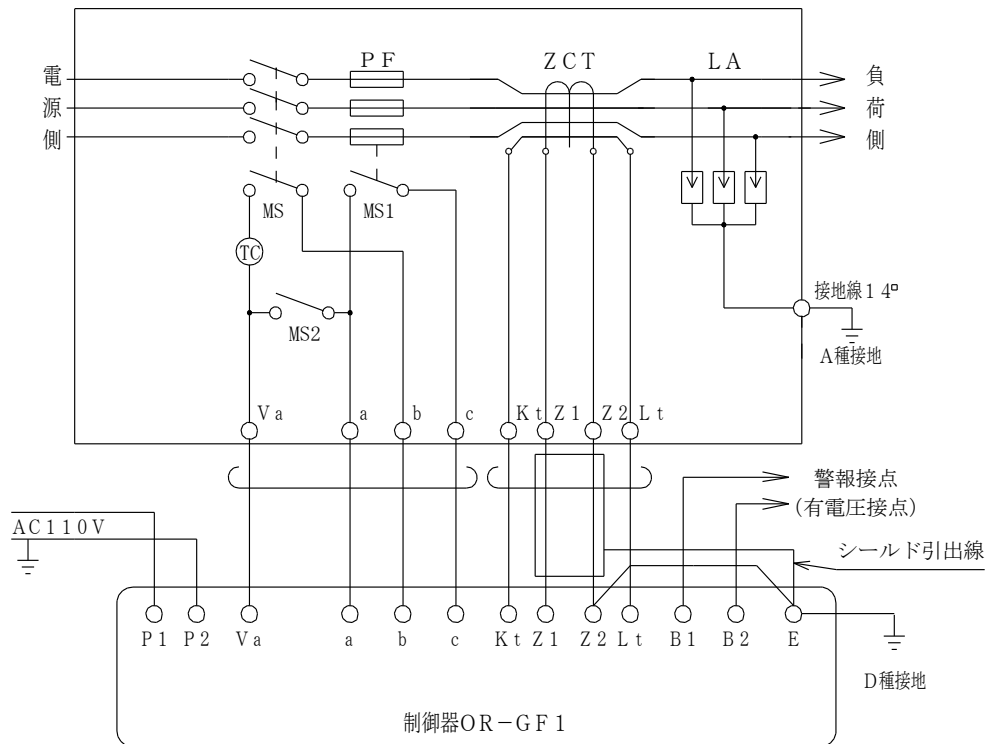 電 源 側
PF
ZCT
LA
負 荷 側
MS
MS1
TC
MS2
接地線14□
A種接地
Va a b c Kt Z1 Z2 Lt
警報接点
(有電圧接点)
AC110V
シールド引出線
P1 P2 Va a b c Kt Z1 Z2 Lt B1 B2 E
D種接地
制御器OR-GF1